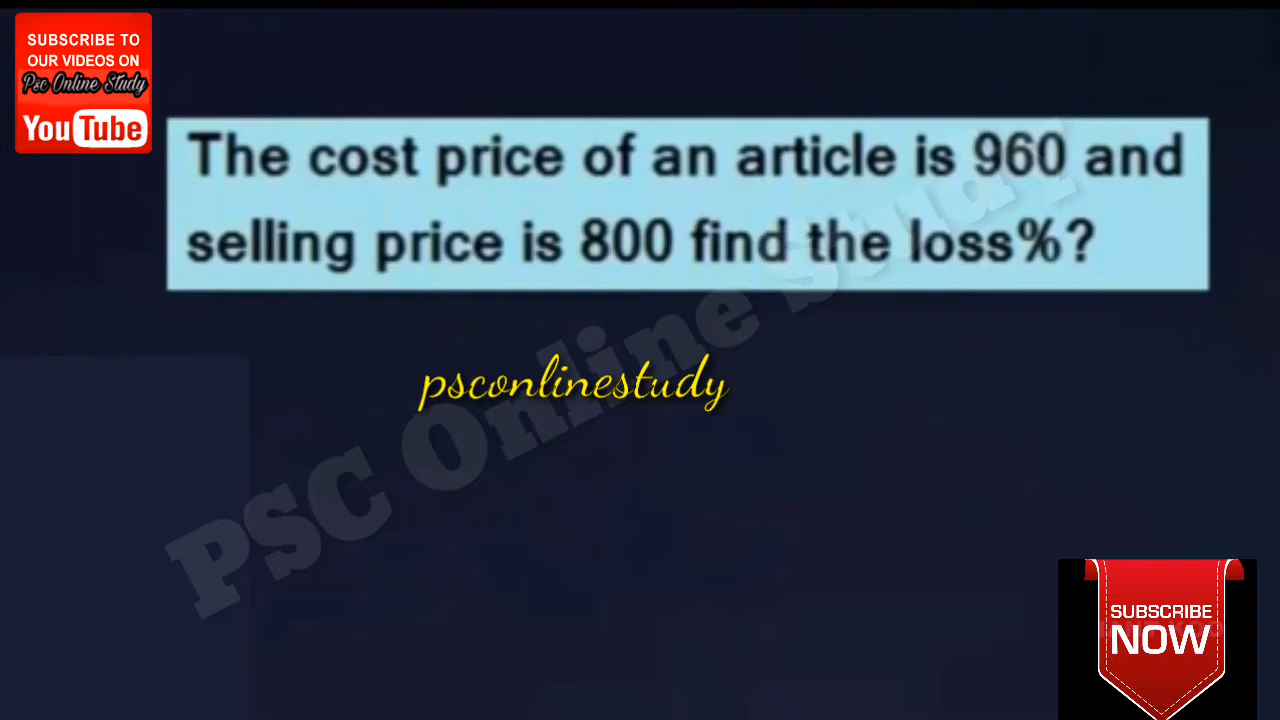 SUBSCRIBE TO
OUR VIDEOS ON
Psc Online Study
YouTube
The cost price of an article is 960 and
selling price is 800 find the loss%?
psconlinestudy
PSC Online Study
SUBSCRIBE
NOW